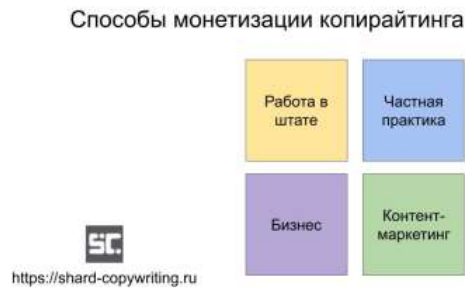 Способы монетизации копирайтинга
Работа в
штате
Частная
практика
Бизнес
Контент-
маркетинг
SC.
https://shard-copywriting.ru